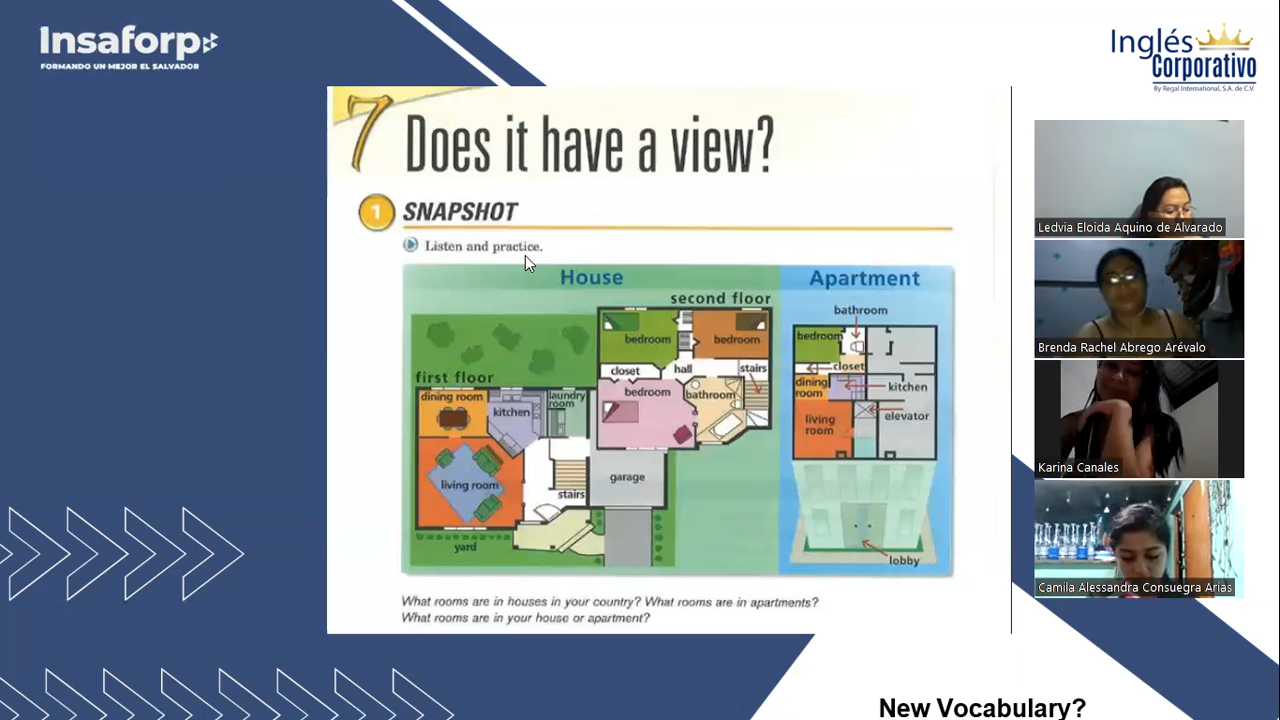 Insaforp
FORMANDO UN MEJOR EL SALVADOR
Inglés
Corporativo
By Regal International, S.A. de C.V.
7 Does it have a view?
1 SNAPSHOT
Listen and practice.
House
Apartment
second floor
bathroom
bedroom
bedroom
bedroom
closet
hall
stairs
closet
first floor
bedroom
bathroom
dining room
kitchen
laundry
room
dining
room
kitchen
elevator
living
room
living room
garage
stairs
yard
lobby
What rooms are in houses in your country? What rooms are in apartments?
What rooms are in your house or apartment?
Ledvia Eloida Aquino de Alvarado
Brenda Rachel Abrego Arévalo
Karina Canales
Camila Alessandra Consuegra Arias
New Vocabulary?